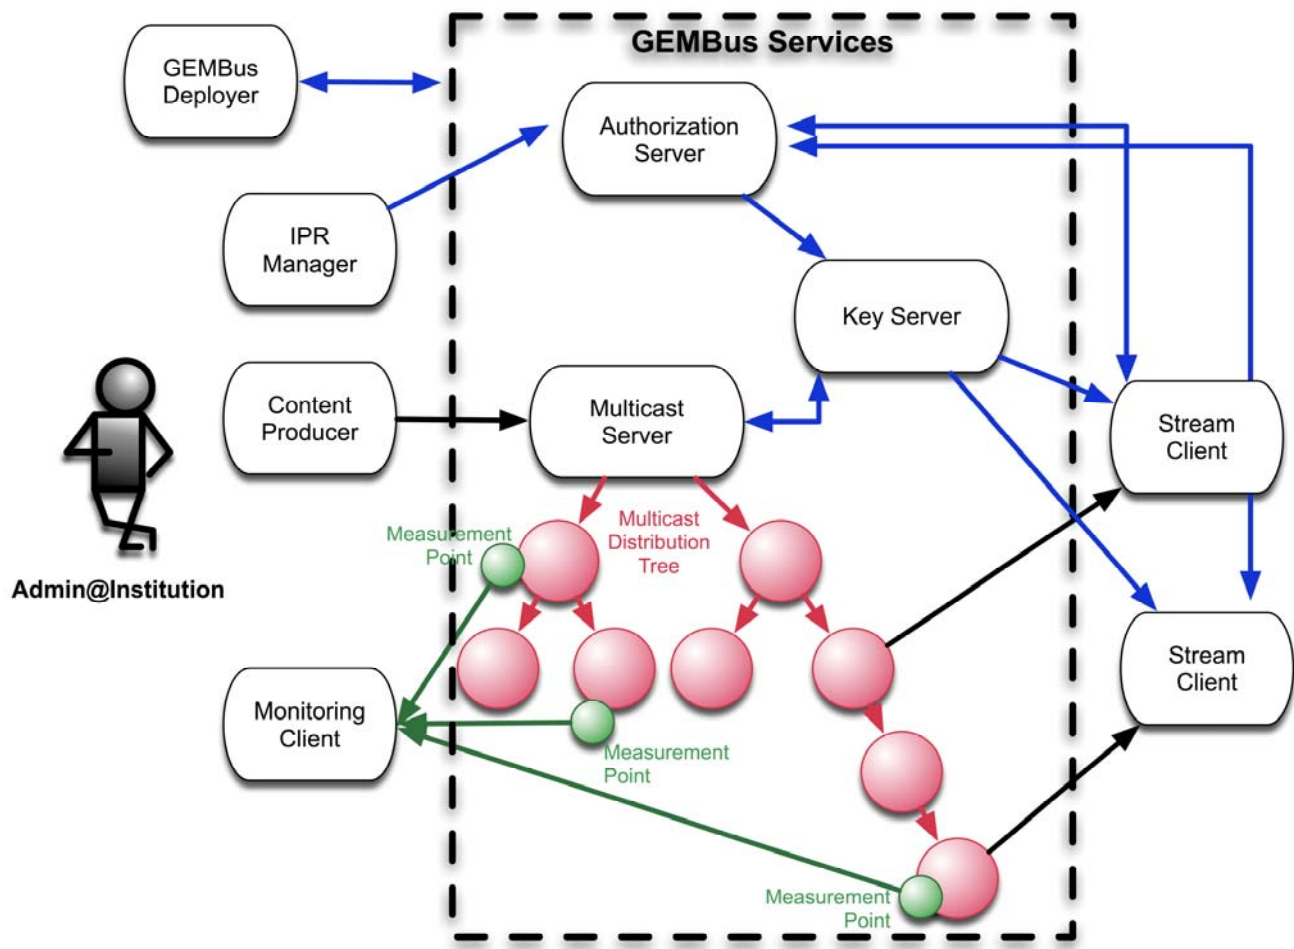 GEMBus Services
GEMBus
Deployer
Authorization
Server
IPR
Manager
Key Server
Content
Producer
Multicast
Server
Stream
Client
Measurement
Point
Multicast
Distribution
Tree
Admin@Institution
Stream
Client
Monitoring
Client
Measurement
Point
Measurement
Point